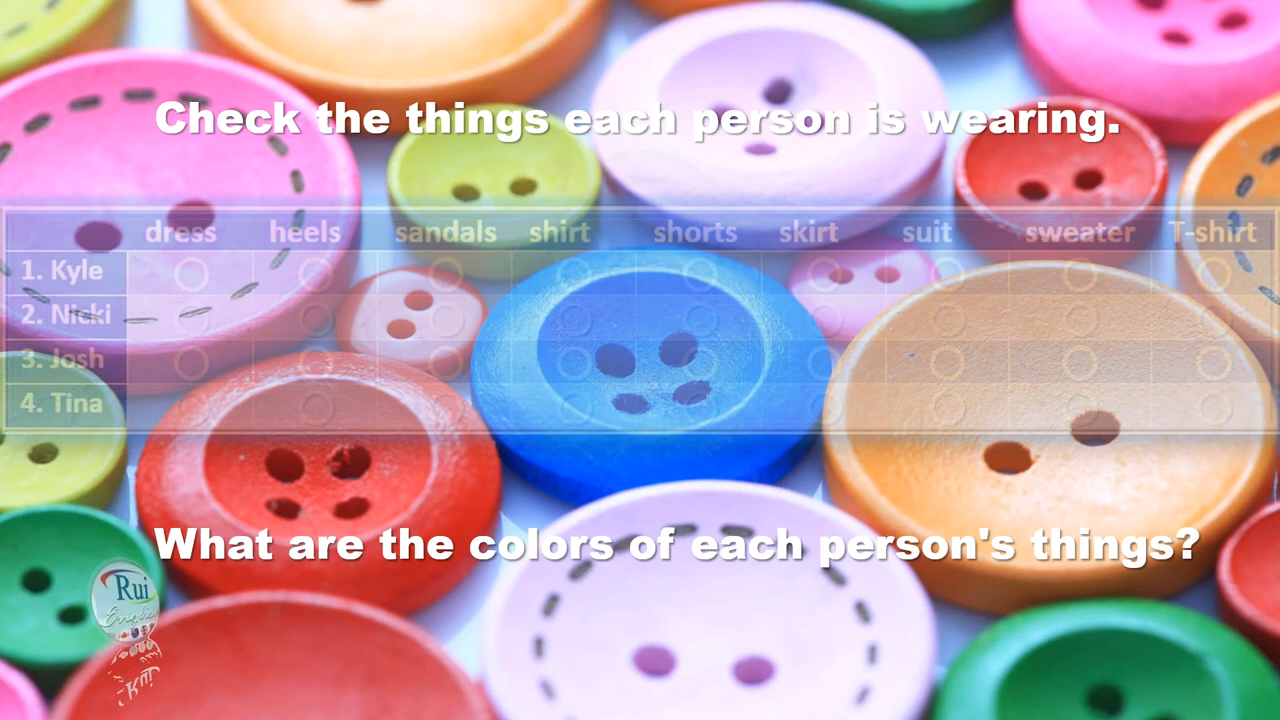 Check the things each person is wearing.
dress heels sandals shirt shorts skirt suit sweater T-shirt
1. Kyle
2. Nicki
3. Josh
4. Tina
What are the colors of each person's things?
Rui
English